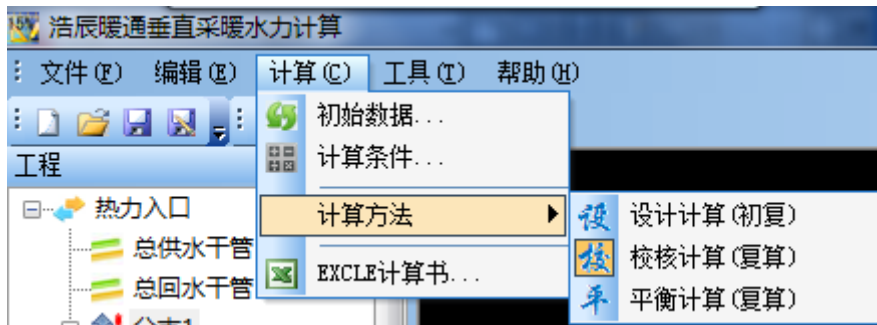 浩辰暖通垂直采暖水力计算
文件(F) 编辑(E) 计算(C) 工具(T) 帮助(H)
初始数据...
工程
计算条件...
热力入口
计算方法
设 设计计算(初复)
总供水干管
校 校核计算(复算)
总回水干管
EXCLE计算书...
平 平衡计算(复算)
分支1